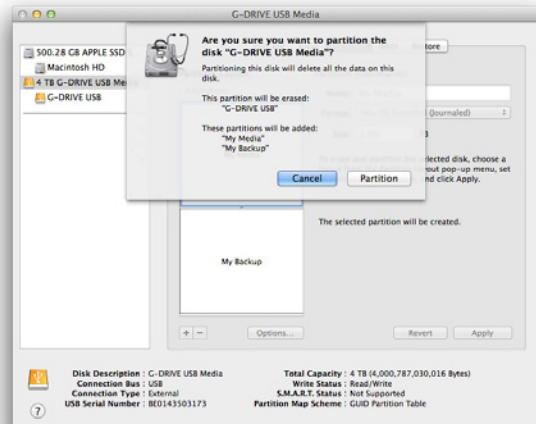 G-DRIVE USB Media
500.28 GB APPLE SSD
Macintosh HD
4 TB G-DRIVE USB Me
G-DRIVE USB
Are you sure you want to partition the
disk "G-DRIVE USB Media"?
Partitioning this disk will delete all the data on this
disk.
This partition will be erased:
"G-DRIVE USB"
These partitions will be added:
"My Media"
"My Backup"
Cancel
Partition
(Journaled)
selected disk, choose a
out pop-up menu, set
nd click Apply.
The selected partition will be created.
My Backup
+ −
Options...
Revert
Apply
Disk Description : G-DRIVE USB Media
Connection Bus : USB
Connection Type : External
USB Serial Number : BE0143503173
Total Capacity : 4 TB (4,000,787,030,016 Bytes)
Write Status : Read/Write
S.M.A.R.T. Status : Not Supported
Partition Map Scheme : GUID Partition Table
?